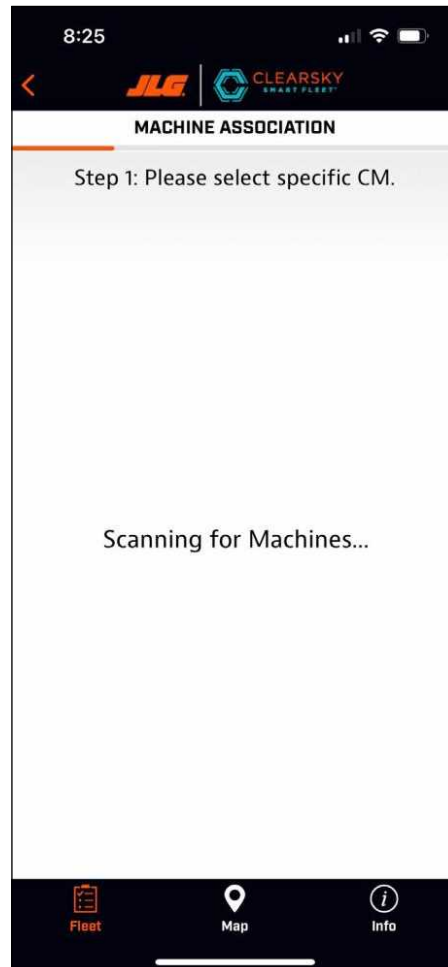 8:25
JLG
CLEARSKY
SMART FLEET™
MACHINE ASSOCIATION
Step 1: Please select specific CM.
Scanning for Machines...
Fleet
Map
Info